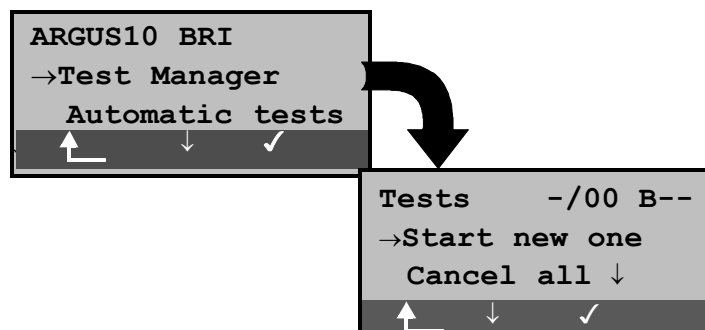 ARGUS10 BRI
→Test Manager
Automatic tests
↓ ✓
Tests -/00 B--
→Start new one
Cancel all ↓
↓ ✓